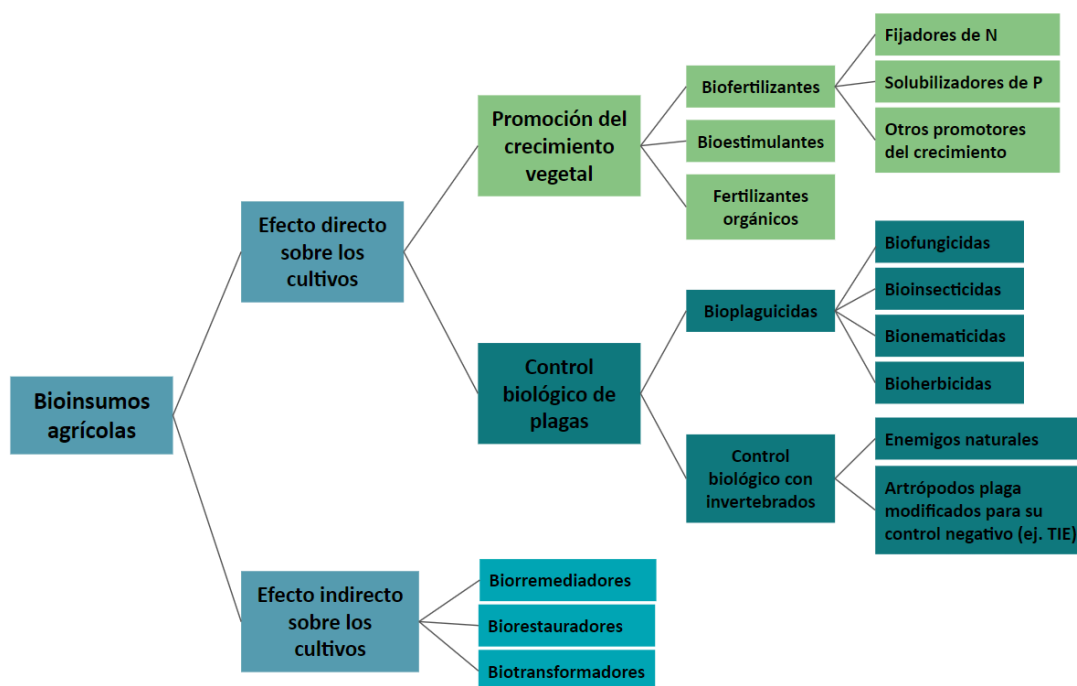 Bioinsumos
agrícolas
Efecto directo
sobre los
cultivos
Promoción del
crecimiento
vegetal
Biofertilizantes
Fijadores de N
Solubilizadores de P
Otros promotores
del crecimiento
Bioestimulantes
Fertilizantes
orgánicos
Control
biológico de
plagas
Bioplaguicidas
Biofungicidas
Bioinsecticidas
Bionematicidas
Bioherbicidas
Control
biológico con
invertebrados
Enemigos naturales
Artrópodos plaga
modificados para su
control negativo (ej. TIE)
Efecto indirecto
sobre los
cultivos
Biorremediadores
Biorestauradores
Biotransformadores